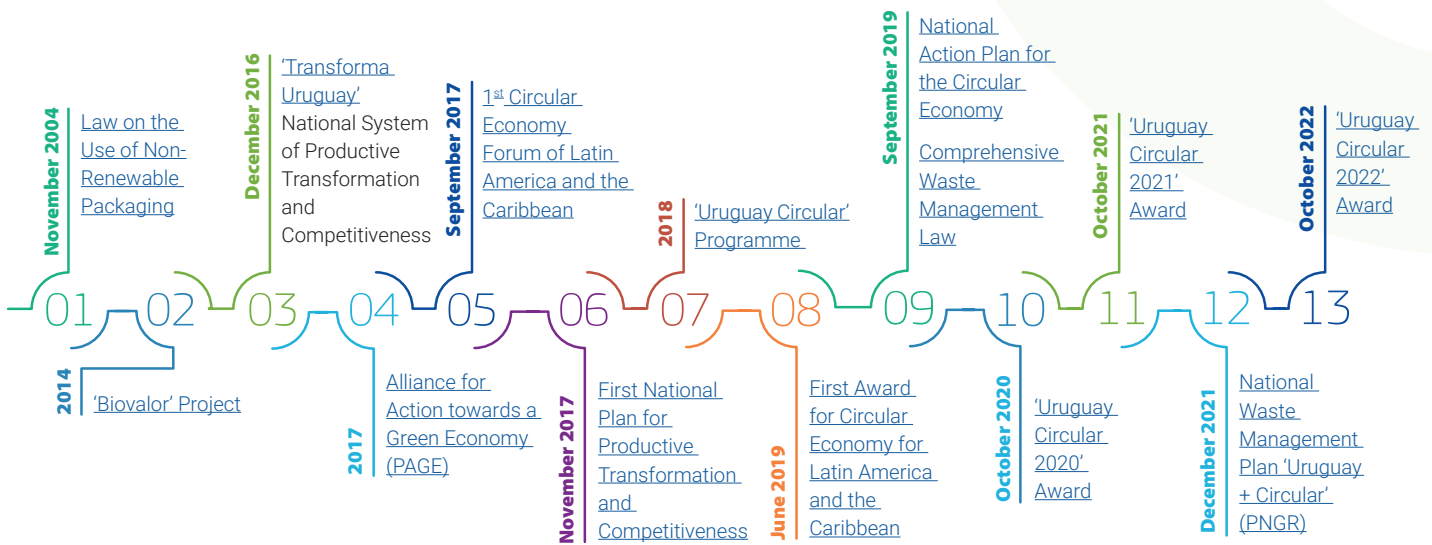 November 2004
Law on the
Use of Non-
Renewable
Packaging
01
2014
'Biovalor' Project
02
December 2016
‘Transforma
Uruguay’
National System
of Productive
Transformation
and
Competitiveness
03
2017
Alliance for
Action towards a
Green Economy
(PAGE)
04
September 2017
1st Circular
Economy
Forum of Latin
America and the
Caribbean
05
November 2017
First National
Plan for
Productive
Transformation
and
Competitiveness
06
2018
‘Uruguay Circular’
Programme
07
June 2019
First Award
for Circular
Economy for
Latin America
and the
Caribbean
08
September 2019
National
Action Plan for
the Circular
Economy
Comprehensive
Waste
Management
Law
09
October 2020
‘Uruguay
Circular
2020’
Award
10
October 2021
‘Uruguay
Circular
2021’
Award
11
December 2021
National
Waste
Management
Plan ‘Uruguay
+ Circular’
(PNGR)
12
October 2022
‘Uruguay
Circular
2022’
Award
13